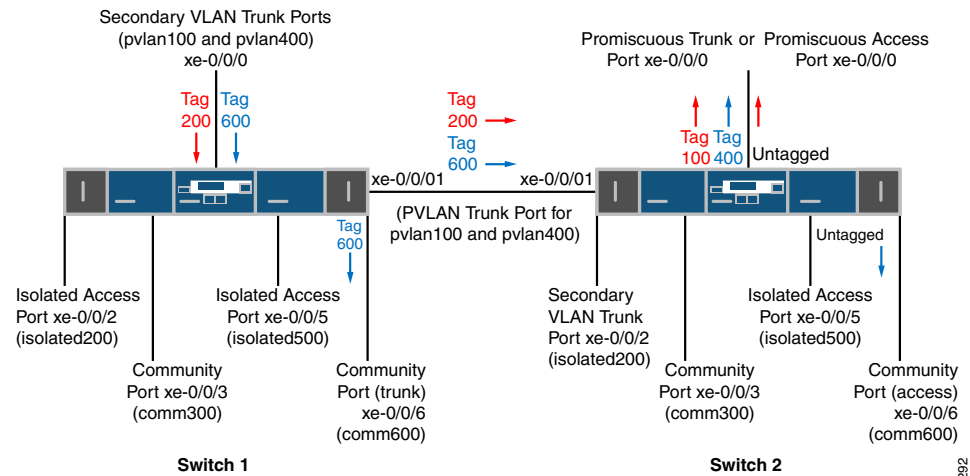 Secondary VLAN Trunk Ports
(pvlan100 and pvlan400)
xe-0/0/0
Promiscuous Trunk or
Port xe-0/0/0
Promiscuous Access
Port xe-0/0/0
Tag
200
Tag
600
Tag
200
Tag
600
Tag
100
Tag
400
Untagged
xe-0/0/01
xe-0/0/01
(PVLAN Trunk Port for
pvlan100 and pvlan400)
Tag
600
Untagged
Isolated Access
Port xe-0/0/2
(isolated200)
Isolated Access
Port xe-0/0/5
(isolated500)
Secondary
VLAN Trunk
Port xe-0/0/2
(isolated200)
Isolated Access
Port xe-0/0/5
(isolated500)
Community
Port xe-0/0/3
(comm300)
Community
Port (trunk)
xe-0/0/6
(comm600)
Community
Port xe-0/0/3
(comm300)
Community
Port (access)
xe-0/0/6
(comm600)
Switch 1
Switch 2
292